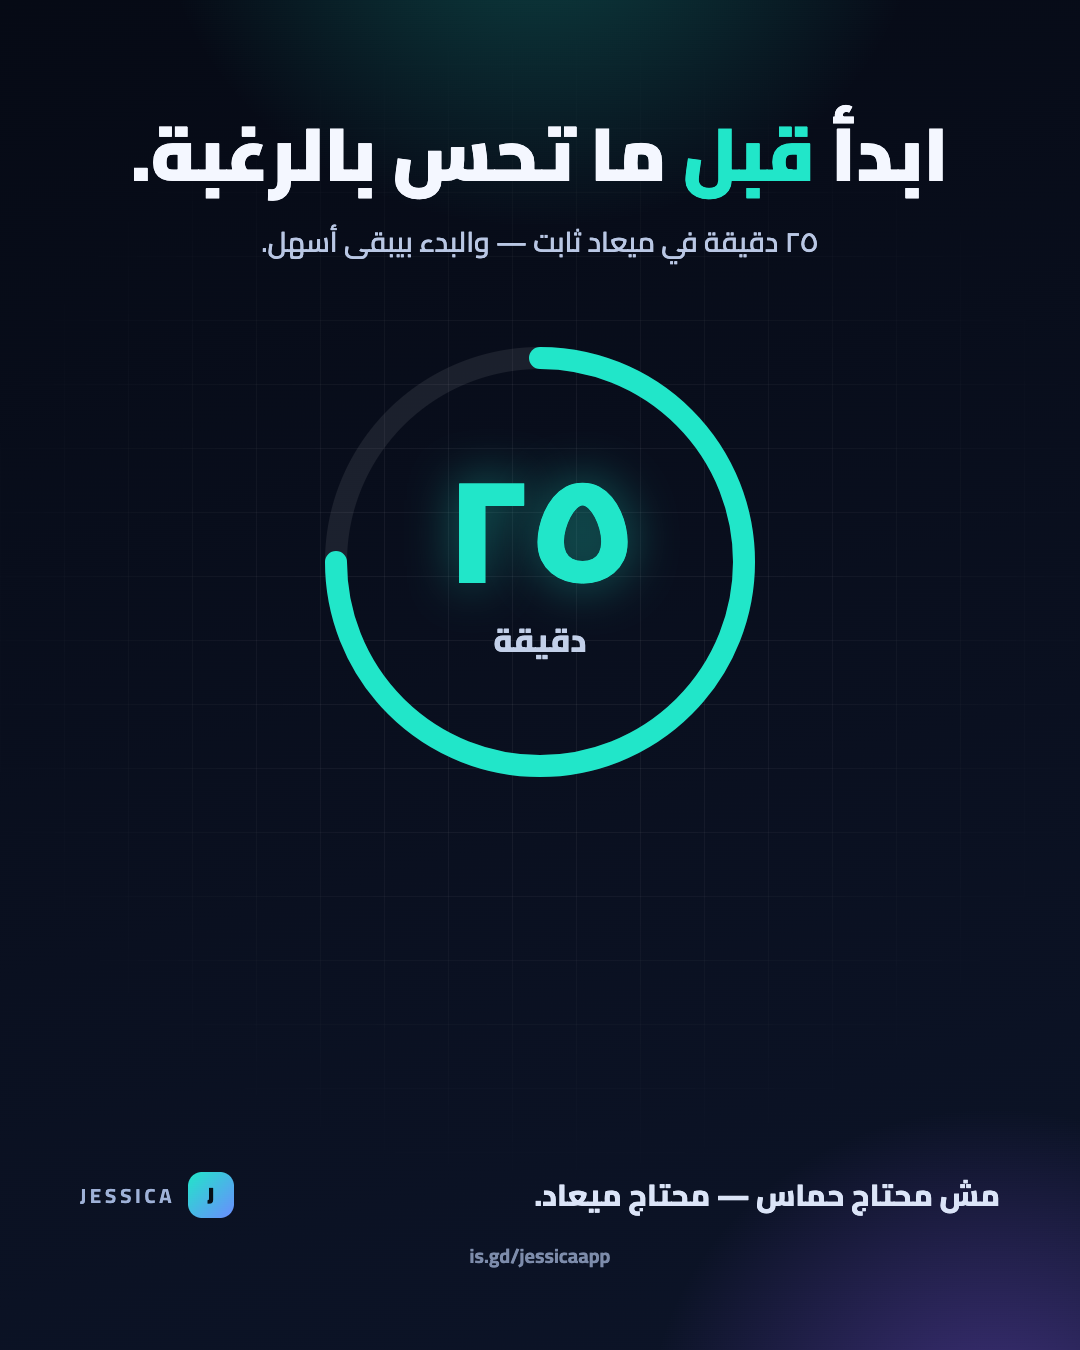 ابدأ قبل ما تحس بالرغبة.
٢٥ دقيقة في ميعاد ثابت — والبدء بيبقى أسهل.
٢٥
دقيقة
مش محتاج حماس — محتاج ميعاد.
J JESSICA
is.gd/jessicaapp